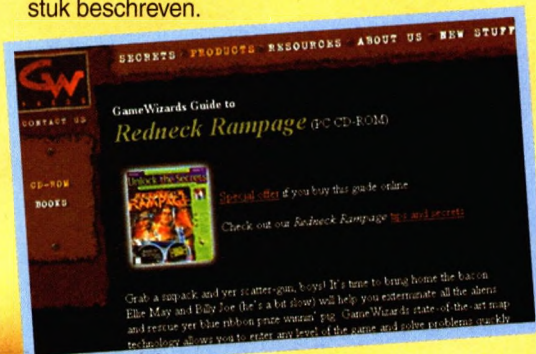 stuk beschreven.
SECRETS PRODUCTS RESOURCES ABOUT US NEW STUFF
GW
CONTACT US
CD-ROM
BOOKS
GameWizards Guide to
Redneck Rampage (PC CD-ROM)
Unlock the Secrets
RAMPAGE
Special offer if you buy this guide online
Check out our Redneck Rampage tips and secrets
Grab a sixpack and yer scatter-gun, boys! It's time to bring home the bacon
Elle May and Billy Joe (he's a bit slow) will help you exterminate all the aliens
and rescue yer blue ribbon prize winnin' pig. GameWizards state-of-the-art map
technology allows you to enter any level of the game and solve problems quickly